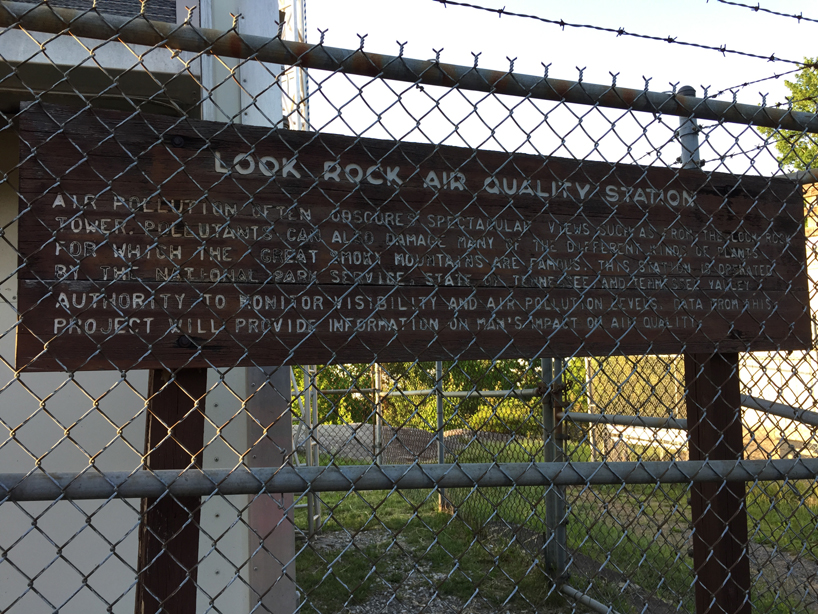 LOOK ROCK AIR QUALITY STATION
AIR POLLUTION OFTEN OBSCURES SPECTACULAR VIEWS SUCH AS FROM THE LOOK ROCK
TOWER. POLLUTANTS CAN ALSO DAMAGE MANY OF THE DIFFERENT KINDS OF PLANTS
FOR WHICH THE GREAT SMOKY MOUNTAINS ARE FAMOUS. THIS STATION IS OPERATED
BY THE NATIONAL PARK SERVICE, STATE OF TENNESSEE AND TENNESSEE VALLEY
AUTHORITY TO MONITOR VISIBILITY AND AIR POLLUTION LEVELS. DATA FROM THIS
PROJECT WILL PROVIDE INFORMATION ON MAN'S IMPACT ON AIR QUALITY.